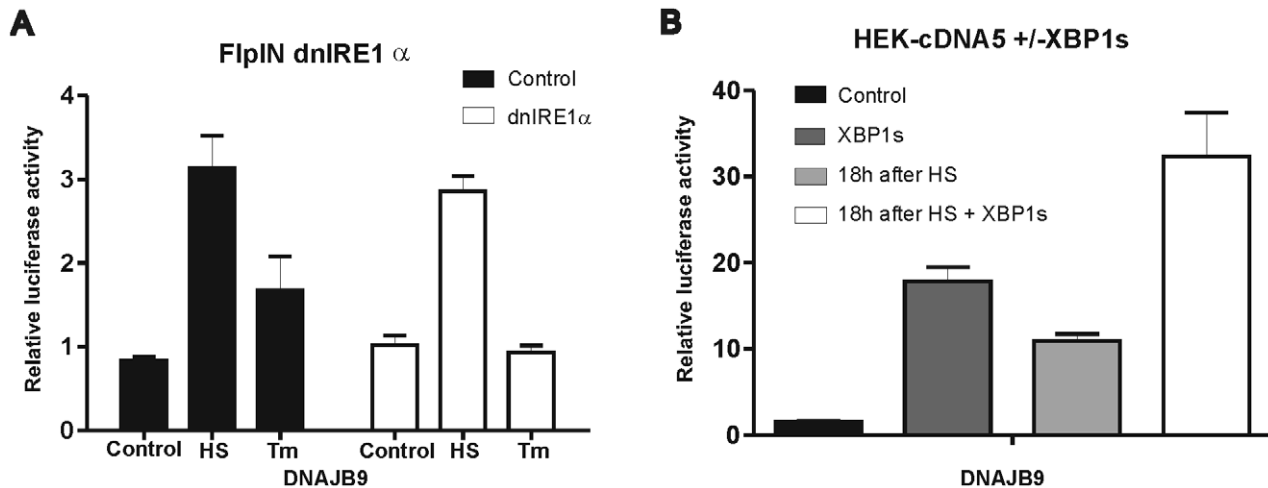 A
FlpIN dnIRE1 α
Control
dnIRE1α
Relative luciferase activity
4
3
2
1
0
Control HS Tm Control HS Tm
DNAJB9
B
HEK-cDNA5 +/-XBP1s
Control
XBP1s
18h after HS
18h after HS + XBP1s
Relative luciferase activity
40
30
20
10
0
DNAJB9